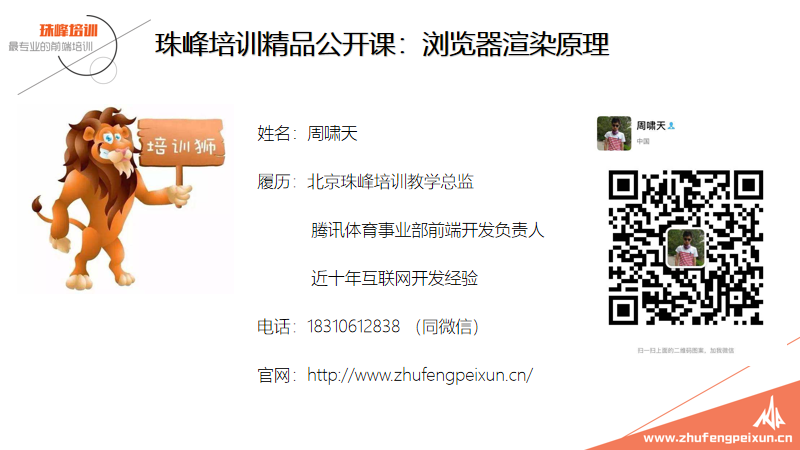 珠峰培训
最专业的前端培训
珠峰培训精品公开课：浏览器渲染原理
培训狮
姓名：周啸天
履历：北京珠峰培训教学总监
腾讯体育事业部前端开发负责人
近十年互联网开发经验
电话：18310612838 （同微信）
官网：http://www.zhufengpeixun.cn/
周啸天
中国
扫一扫上面的二维码图案，加我微信
www.zhufengpeixun.cn